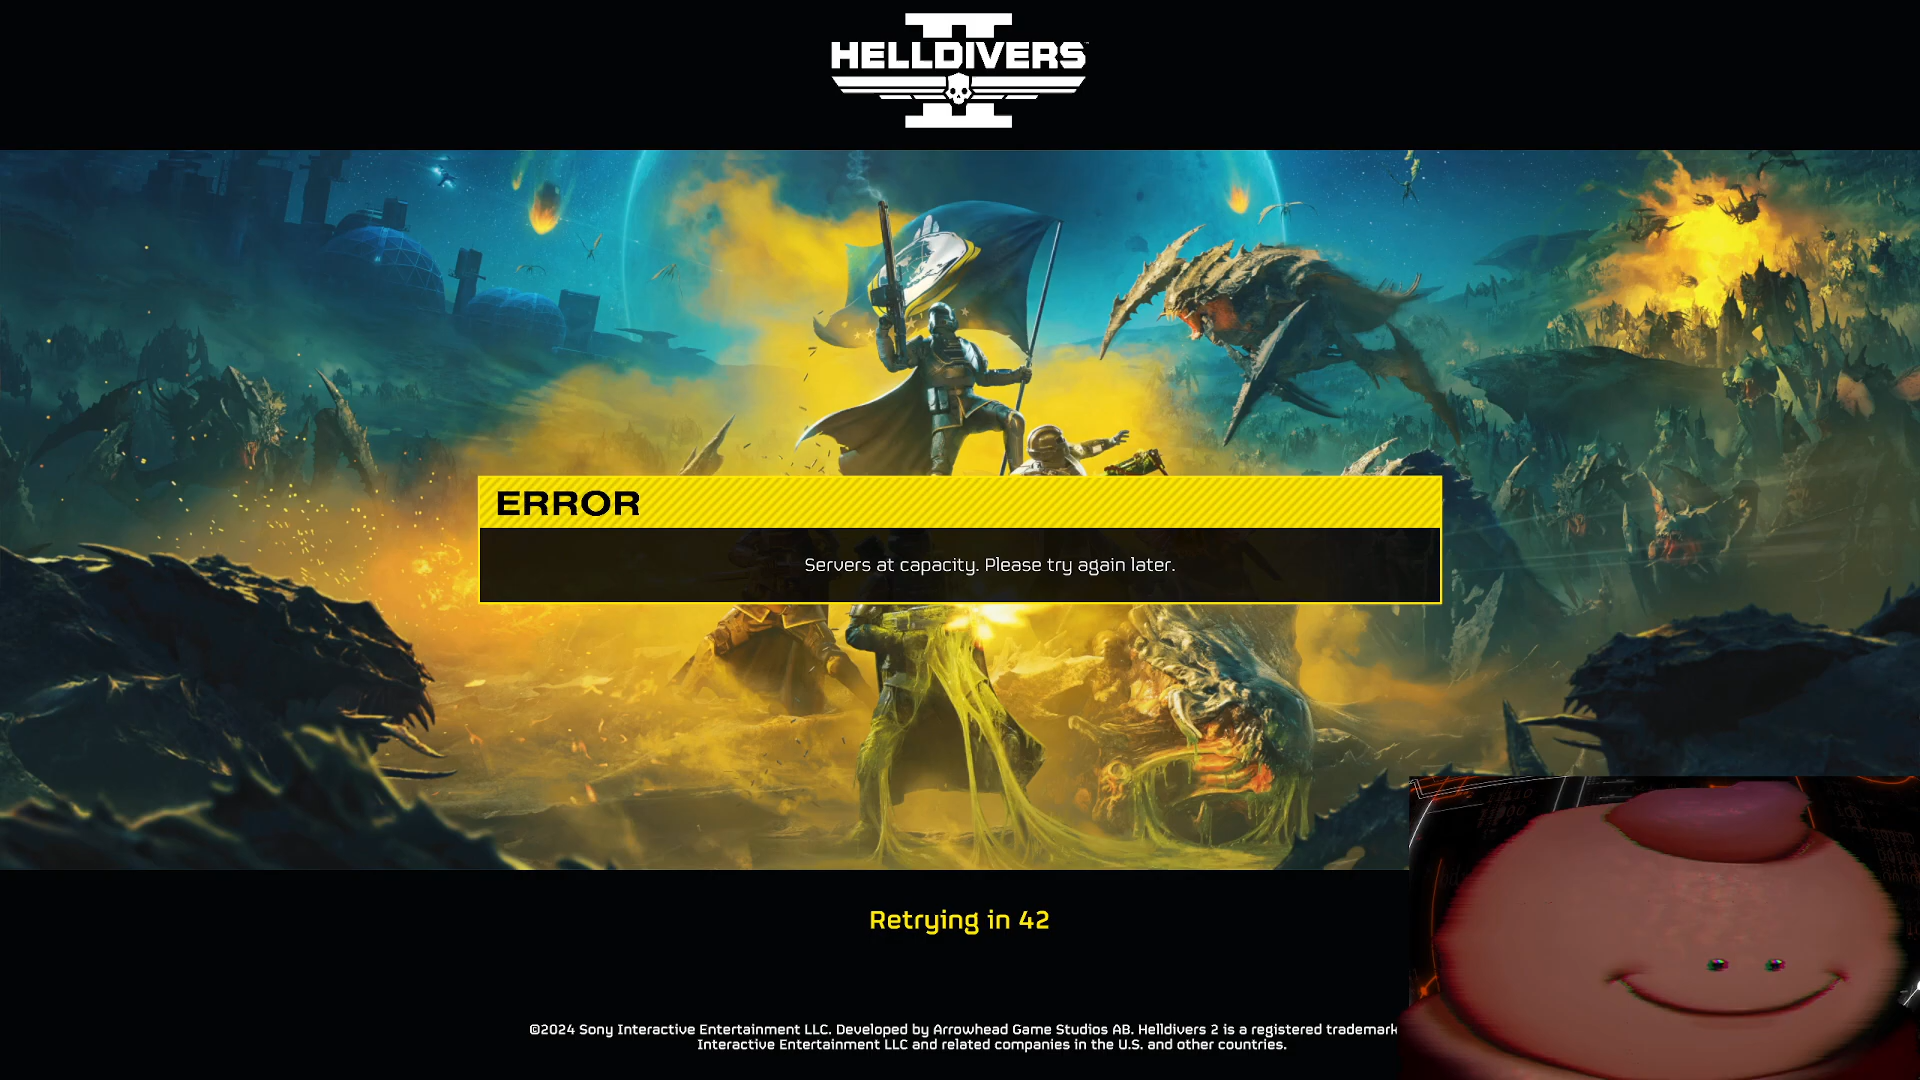 HELLDIVERS
II
ERROR
Servers at capacity. Please try again later.
Retrying in 42
©2024 Sony Interactive Entertainment LLC. Developed by Arrowhead Game Studios AB. Helldivers 2 is a registered trademark
Interactive Entertainment LLC and related companies in the U.S. and other countries.